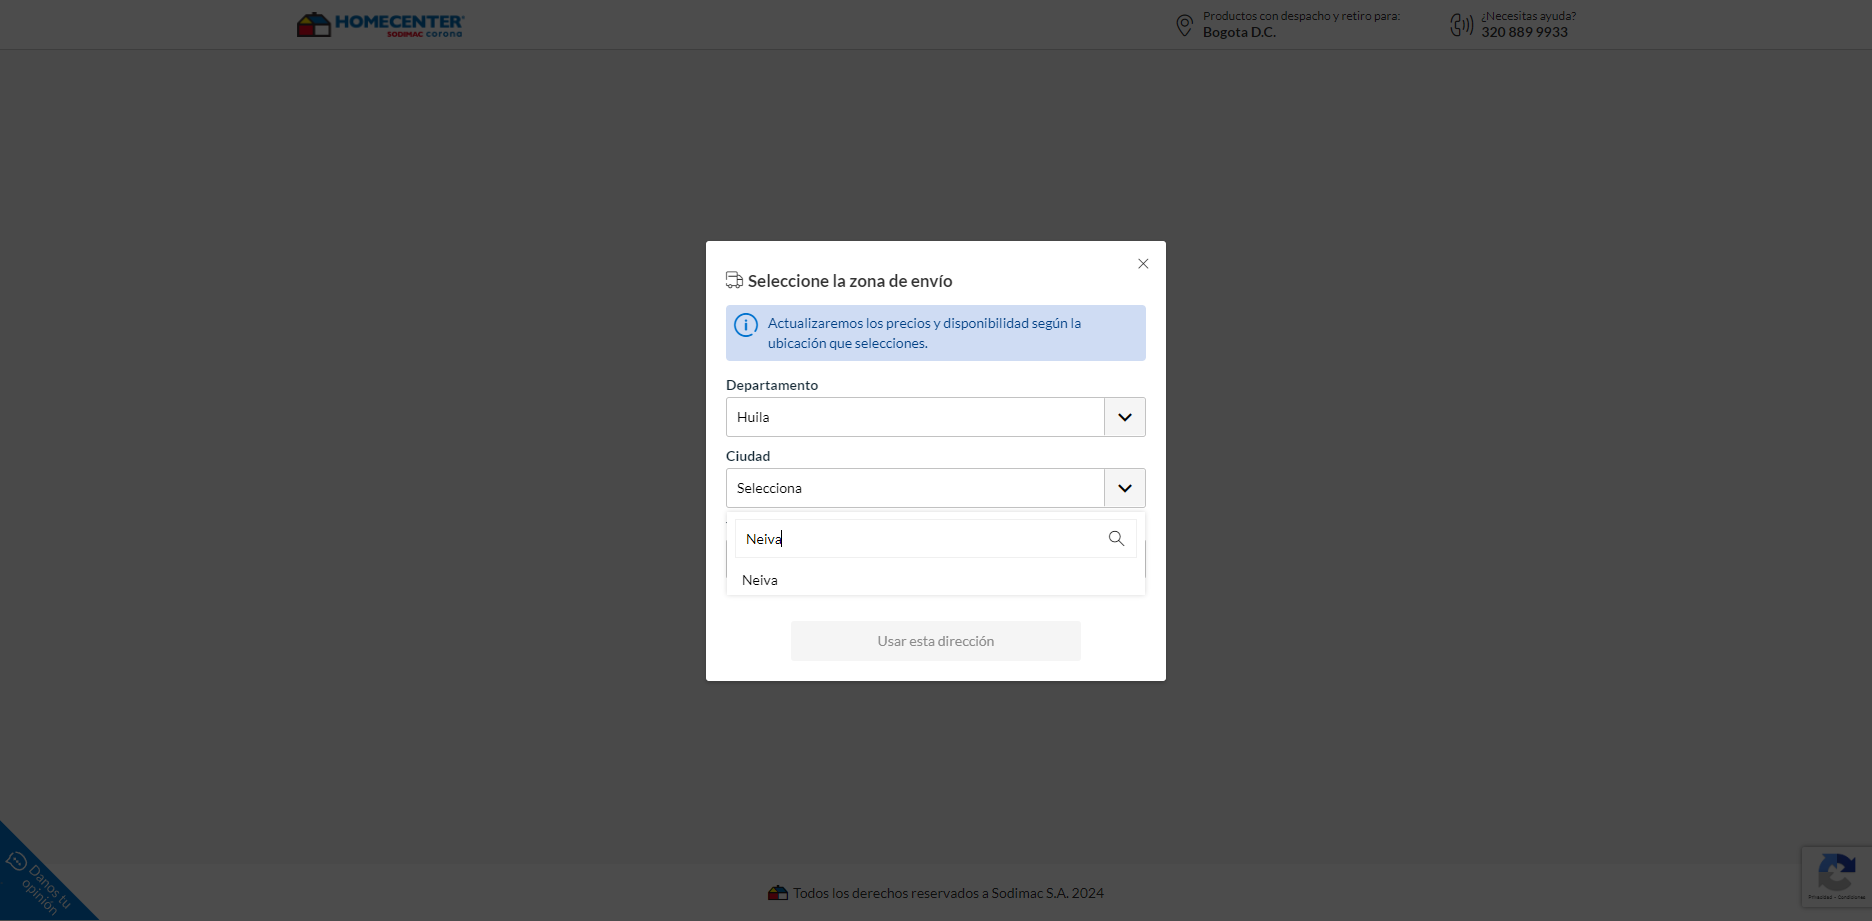 HOMECENTER
SODIMAC corona
Productos con despacho y retiro para:
Bogota D.C.
¿Necesitas ayuda?
320 889 9933
Seleccione la zona de envío
Actualizaremos los precios y disponibilidad según la
ubicación que selecciones.
Departamento
Huila
Ciudad
Selecciona
Neiva
Neiva
Usar esta dirección
Danos tu
opinión
Todos los derechos reservados a Sodimac S.A. 2024
Privacidad - Condiciones